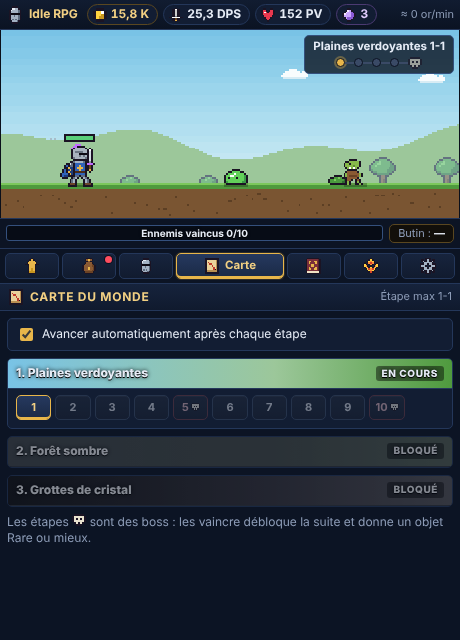 Idle RPG 15,8 K 25,3 DPS 152 PV 3 ≈ 0 or/min
Plaines verdoyantes 1-1
Ennemis vaincus 0/10 Butin : —
Carte
CARTE DU MONDE Étape max 1-1
Avancer automatiquement après chaque étape
1. Plaines verdoyantes EN COURS
1 2 3 4 5 6 7 8 9 10
2. Forêt sombre BLOQUÉ
3. Grottes de cristal BLOQUÉ
Les étapes sont des boss : les vaincre débloque la suite et donne un objet
Rare ou mieux.